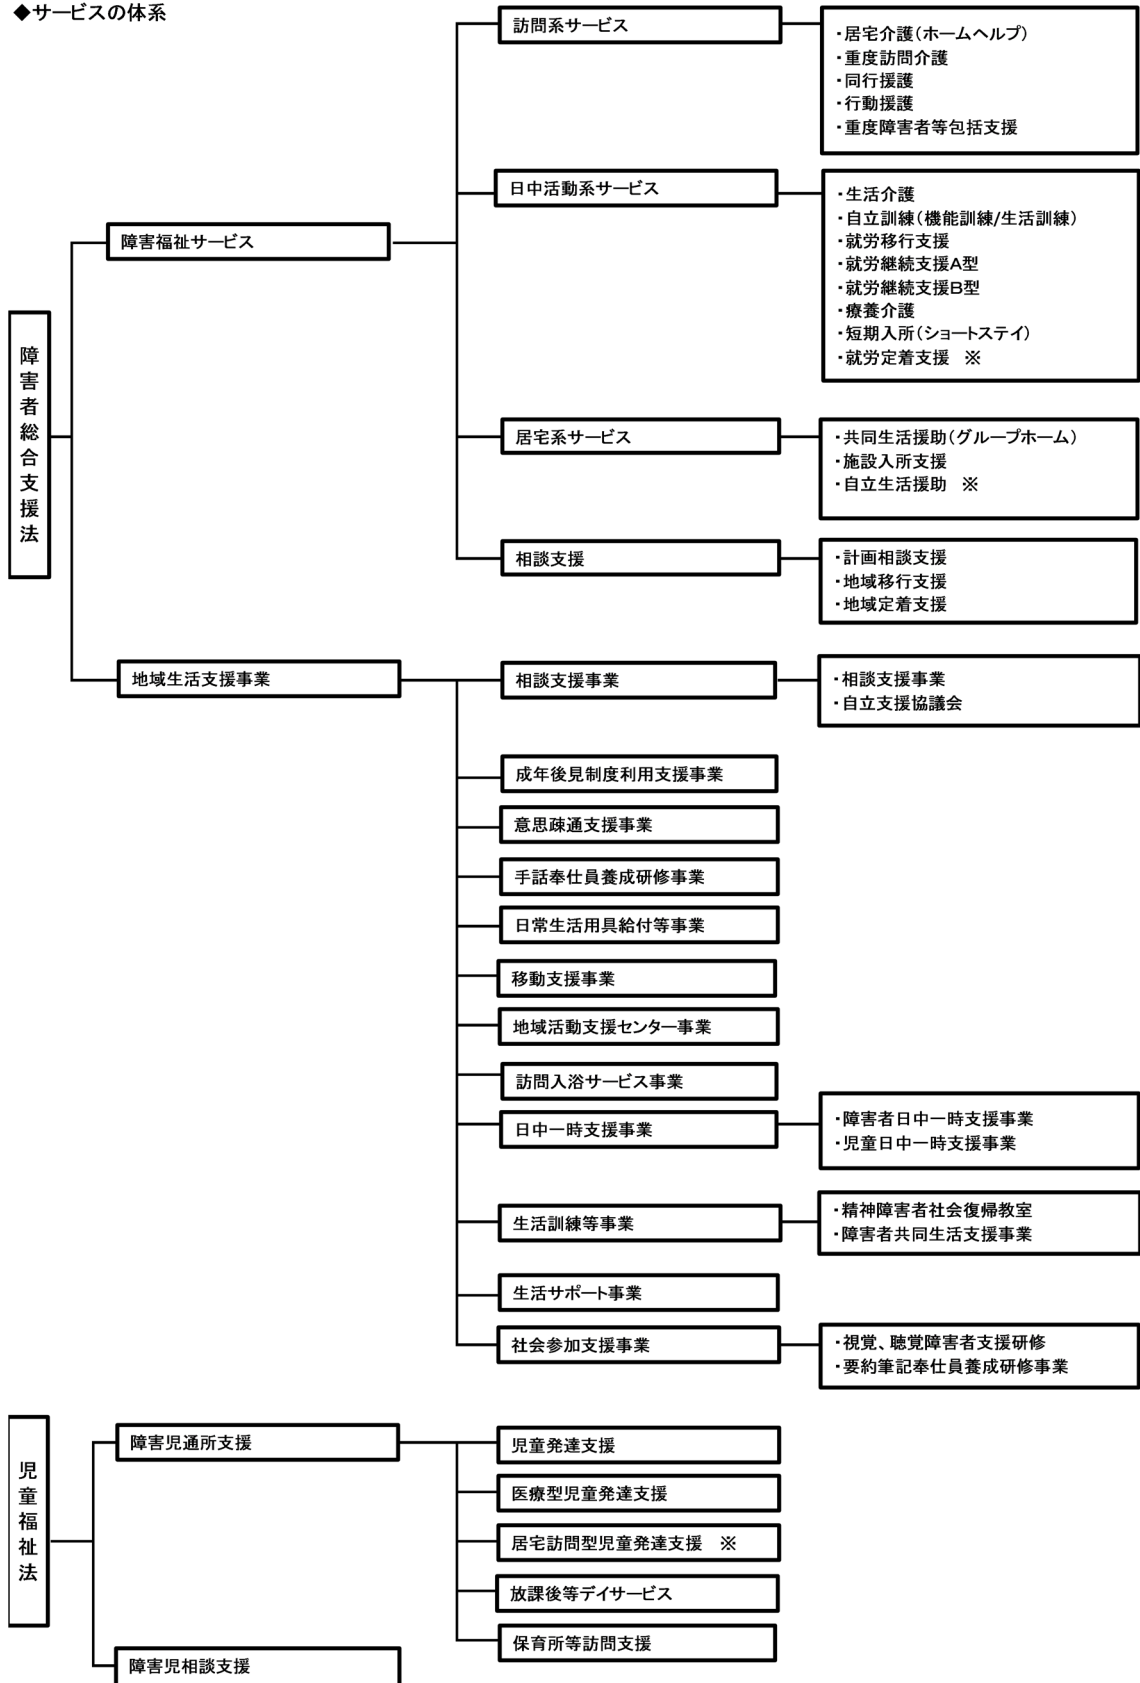 ◆サービスの体系
障害者総合支援法
障害福祉サービス
訪問系サービス
・居宅介護(ホームヘルプ)
・重度訪問介護
・同行援護
・行動援護
・重度障害者等包括支援
日中活動系サービス
・生活介護
・自立訓練(機能訓練/生活訓練)
・就労移行支援
・就労継続支援A型
・就労継続支援B型
・療養介護
・短期入所(ショートステイ)
・就労定着支援 ※
居宅系サービス
・共同生活援助(グループホーム)
・施設入所支援
・自立生活援助 ※
相談支援
・計画相談支援
・地域移行支援
・地域定着支援
地域生活支援事業
相談支援事業
・相談支援事業
・自立支援協議会
成年後見制度利用支援事業
意思疎通支援事業
手話奉仕員養成研修事業
日常生活用具給付等事業
移動支援事業
地域活動支援センター事業
訪問入浴サービス事業
日中一時支援事業
・障害者日中一時支援事業
・児童日中一時支援事業
生活訓練等事業
・精神障害者社会復帰教室
・障害者共同生活支援事業
生活サポート事業
社会参加支援事業
・視覚、聴覚障害者支援研修
・要約筆記奉仕員養成研修事業
児童福祉法
障害児通所支援
児童発達支援
医療型児童発達支援
居宅訪問型児童発達支援 ※
放課後等デイサービス
保育所等訪問支援
障害児相談支援